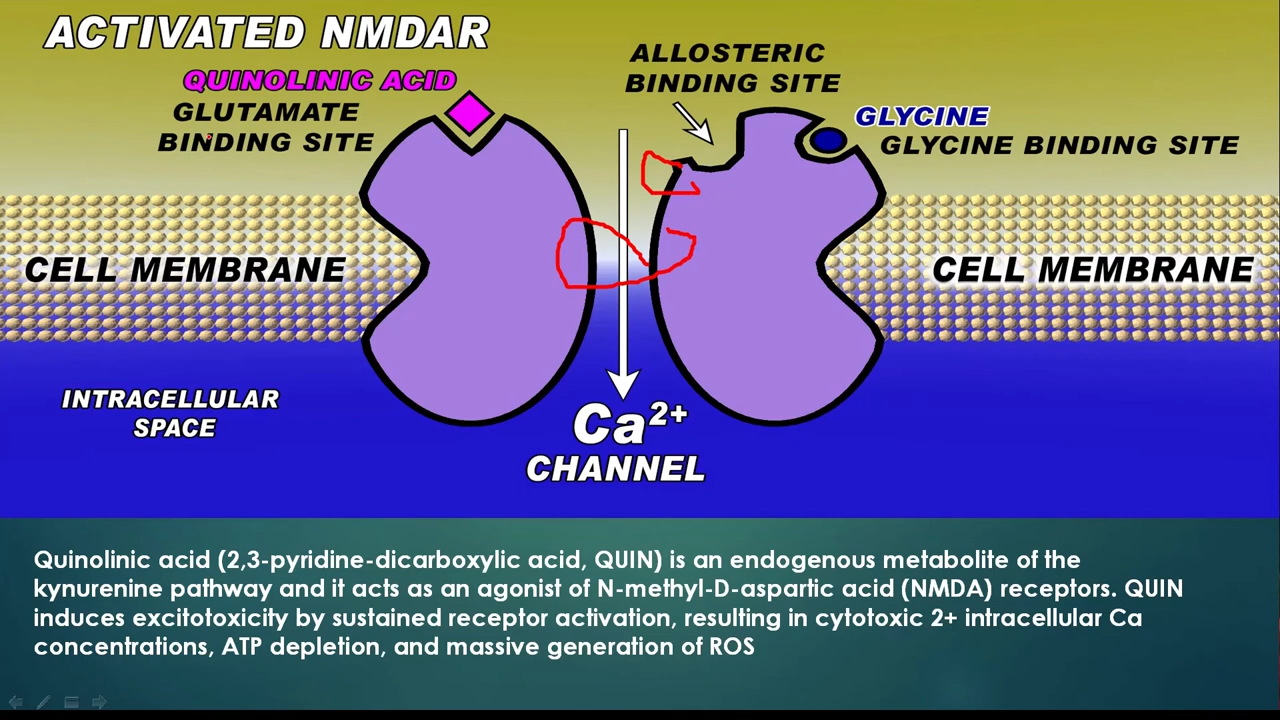 ACTIVATED NMDAR
QUINOLINIC ACID
GLUTAMATE
BINDING SITE
ALLOSTERIC
BINDING SITE
GLYCINE
GLYCINE BINDING SITE
CELL MEMBRANE
CELL MEMBRANE
INTRACELLULAR
SPACE
Ca2+
CHANNEL
Quinolinic acid (2,3-pyridine-dicarboxylic acid, QUIN) is an endogenous metabolite of the
kynurenine pathway and it acts as an agonist of N-methyl-D-aspartic acid (NMDA) receptors. QUIN
induces excitotoxicity by sustained receptor activation, resulting in cytotoxic 2+ intracellular Ca
concentrations, ATP depletion, and massive generation of ROS